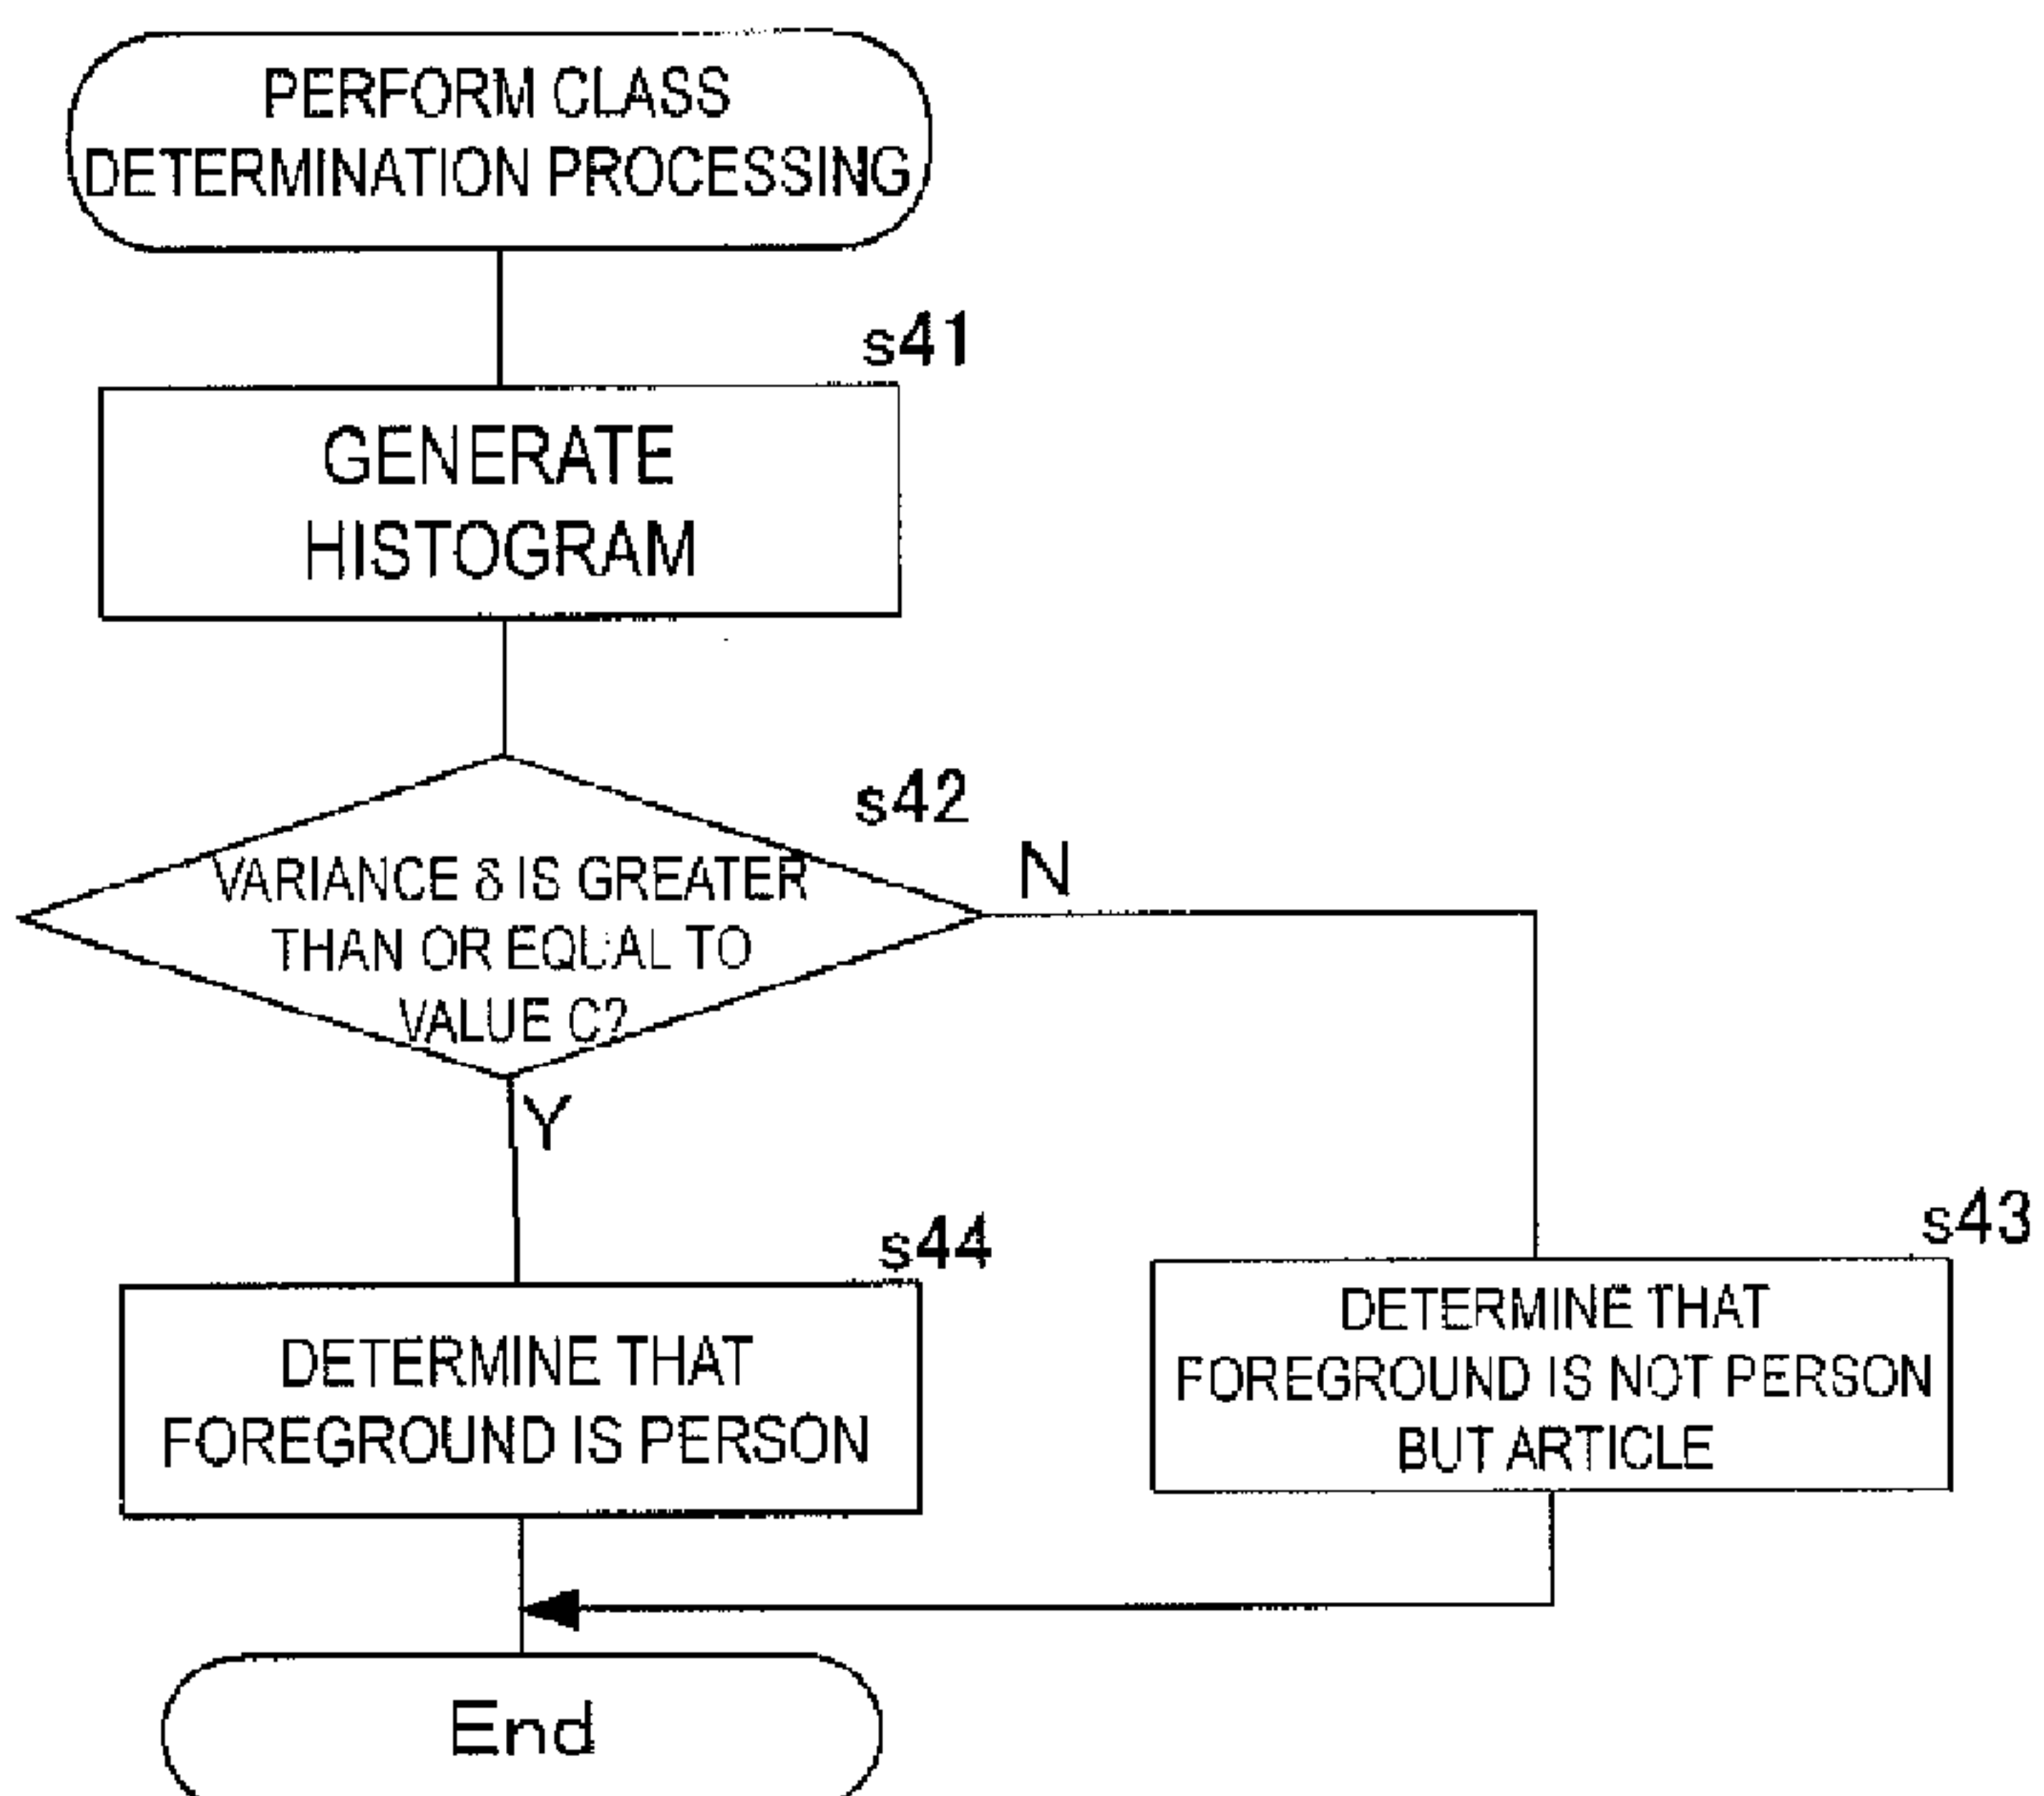 PERFORM CLASS
DETERMINATION PROCESSING
s41
GENERATE
HISTOGRAM
s42
VARIANCE δ IS GREATER
THAN OR EQUAL TO
VALUE C?
N
Y
s44
DETERMINE THAT
FOREGROUND IS PERSON
s43
DETERMINE THAT
FOREGROUND IS NOT PERSON
BUT ARTICLE
End